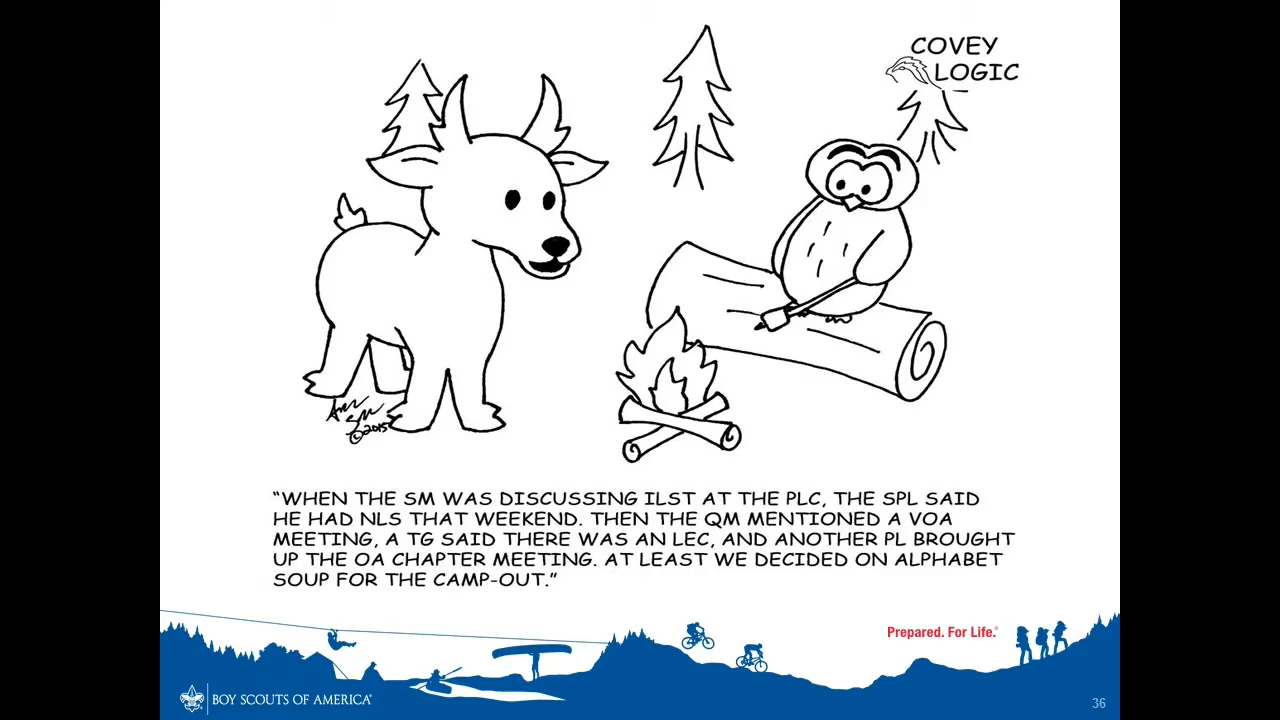 COVEY
LOGIC
©2015
"WHEN THE SM WAS DISCUSSING ILST AT THE PLC, THE SPL SAID
HE HAD NLS THAT WEEKEND. THEN THE QM MENTIONED A VOA
MEETING, A TG SAID THERE WAS AN LEC, AND ANOTHER PL BROUGHT
UP THE OA CHAPTER MEETING. AT LEAST WE DECIDED ON ALPHABET
SOUP FOR THE CAMP-OUT."
Prepared. For Life.®
BOY SCOUTS OF AMERICA®
36